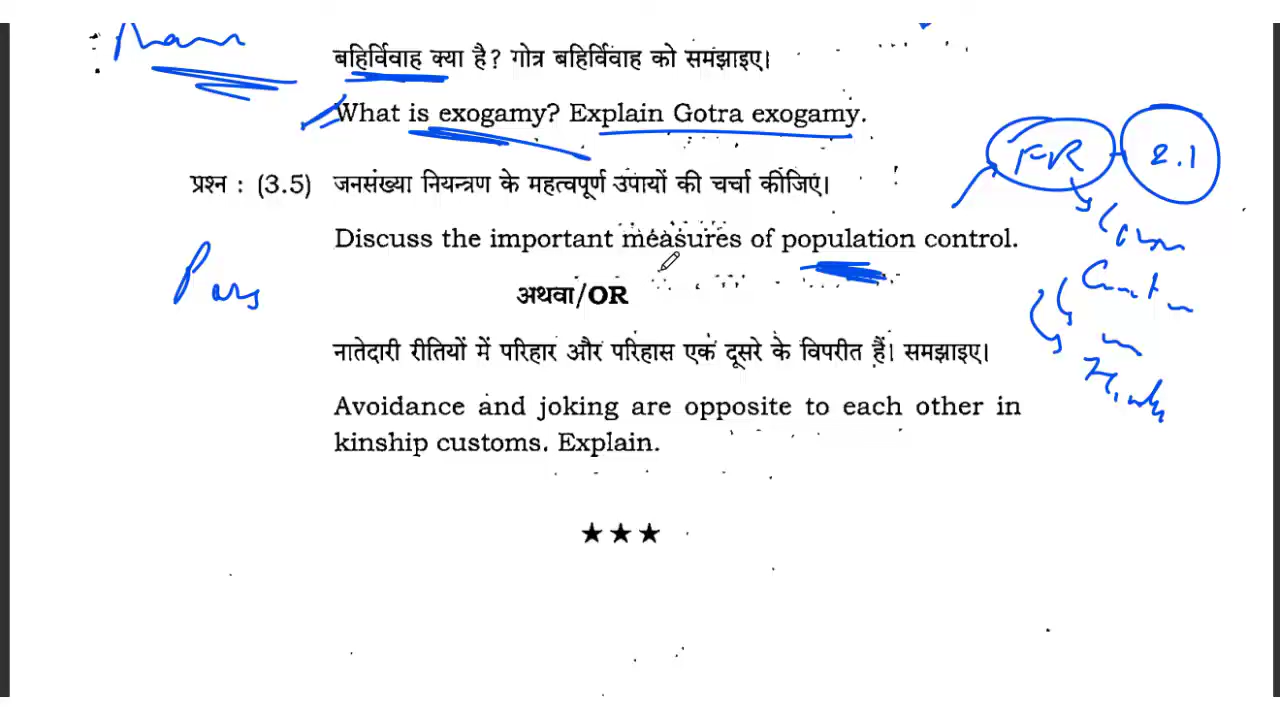 बहिर्विवाह क्या है? गोत्र बहिर्विवाह को समझाइए।
What is exogamy? Explain Gotra exogamy.
FR - 2.1
प्रश्न : (3.5) जनसंख्या नियन्त्रण के महत्वपूर्ण उपायों की चर्चा कीजिए।
Discuss the important measures of population control.
अथवा/OR
नातेदारी रीतियों में परिहार और परिहास एक दूसरे के विपरीत हैं। समझाइए।
Avoidance and joking are opposite to each other in
kinship customs. Explain.
★★★